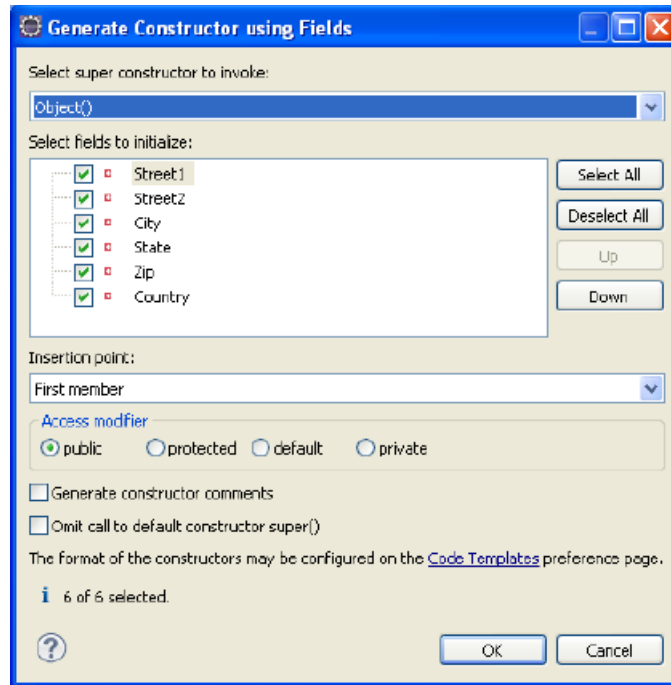 Generate Constructor using Fields
Select super constructor to invoke:
Object()
Select fields to initialize:
Street1
Street2
City
State
Zip
Country
Select All
Deselect All
Up
Down
Insertion point:
First member
Access modifier
public protected default private
Generate constructor comments
Omit call to default constructor super()
The format of the constructors may be configured on the Code Templates preference page.
i 6 of 6 selected.
? OK Cancel